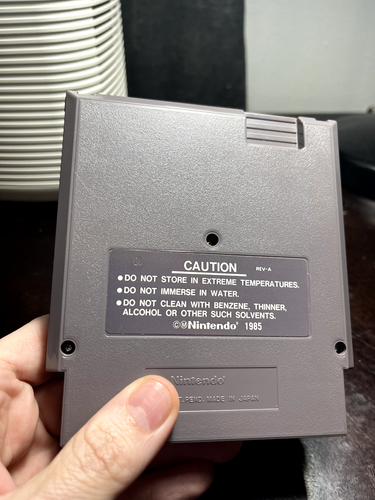 CAUTION REV-A
●DO NOT STORE IN EXTREME TEMPERATURES.
●DO NOT IMMERSE IN WATER.
●DO NOT CLEAN WITH BENZENE, THINNER,
ALCOHOL OR OTHER SUCH SOLVENTS.
©Ⓜ Nintendo® 1985
Nintendo®
PEND. MADE IN JAPAN